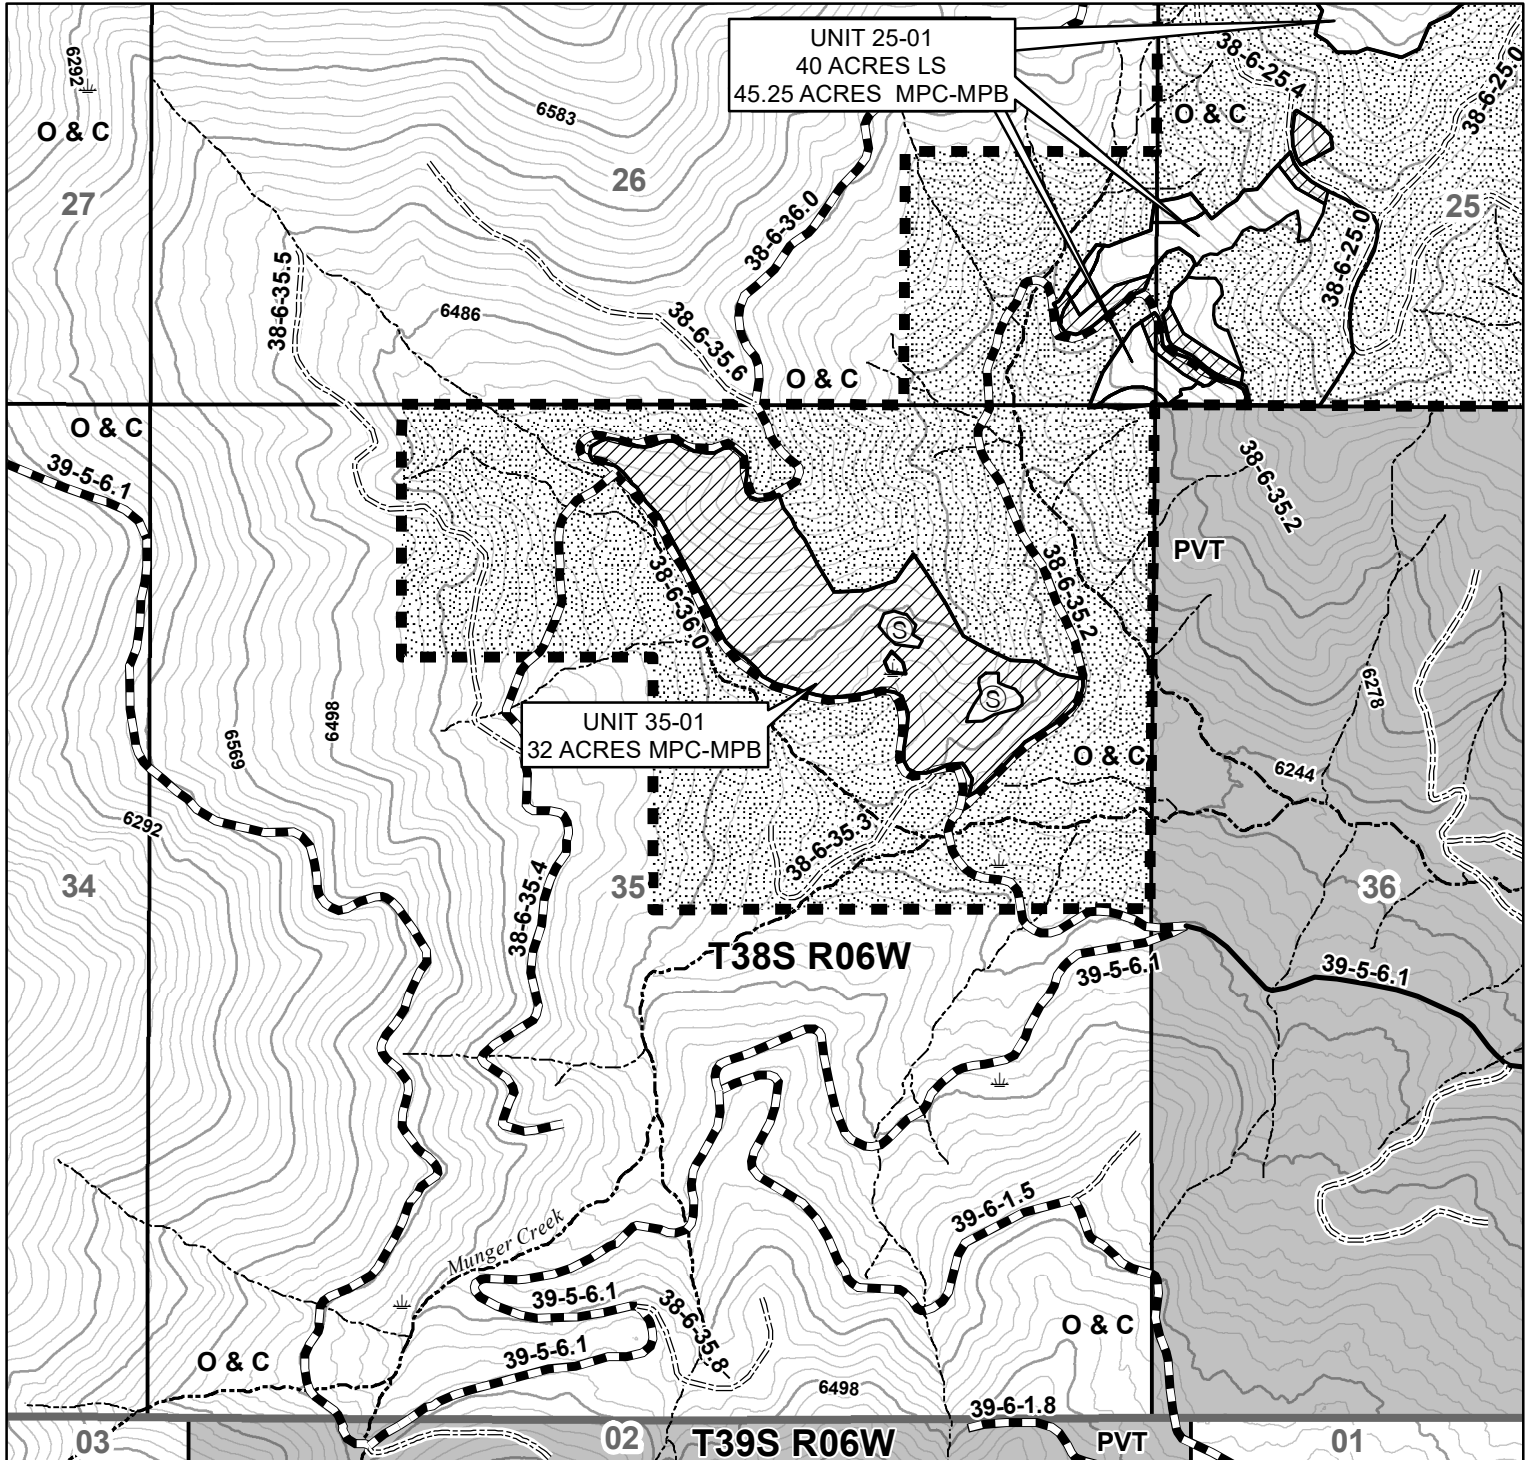 UNIT 25-01
40 ACRES LS
45.25 ACRES MPC-MPB
6292
O & C
6583
26
27
38-6-25.4
38-6-25.0
O & C
25
38-6-36.0
38-6-25.0
38-6-35.5
6486
38-6-35.6
O & C
O & C
39-5-6.1
38-6-35.2
PVT
38-6-36.0
38-6-35.2
S
S
6278
6569
6498
UNIT 35-01
32 ACRES MPC-MPB
O & C
6244
6292
38-6-35.3
34
35
36
38-6-35.4
T38S R06W
39-5-6.1
39-5-6.1
39-6-1.5
Munger Creek
39-5-6.1
38-6-35.8
O & C
39-5-6.1
O & C
6498
39-6-1.8
03
02
T39S R06W
PVT
01